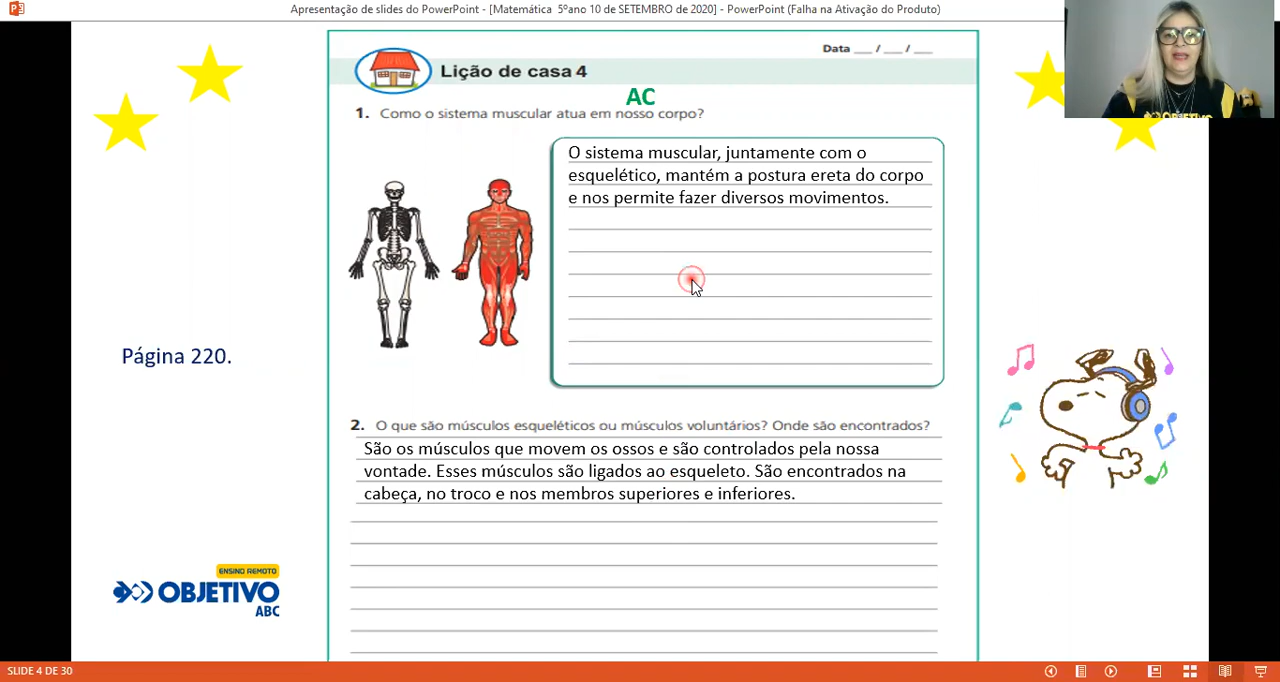 Apresentação de slides do PowerPoint - [Matemática 5ºano 10 de SETEMBRO de 2020] - PowerPoint (Falha na Ativação do Produto)
Data ___ / ___ / ___
Lição de casa 4
AC
1. Como o sistema muscular atua em nosso corpo?
O sistema muscular, juntamente com o
esquelético, mantém a postura ereta do corpo
e nos permite fazer diversos movimentos.
Página 220.
2. O que são músculos esqueléticos ou músculos voluntários? Onde são encontrados?
São os músculos que movem os ossos e são controlados pela nossa
vontade. Esses músculos são ligados ao esqueleto. São encontrados na
cabeça, no troco e nos membros superiores e inferiores.
ENSINO REMOTO
OBJETIVO
ABC
OBJETIVO
SLIDE 4 DE 30